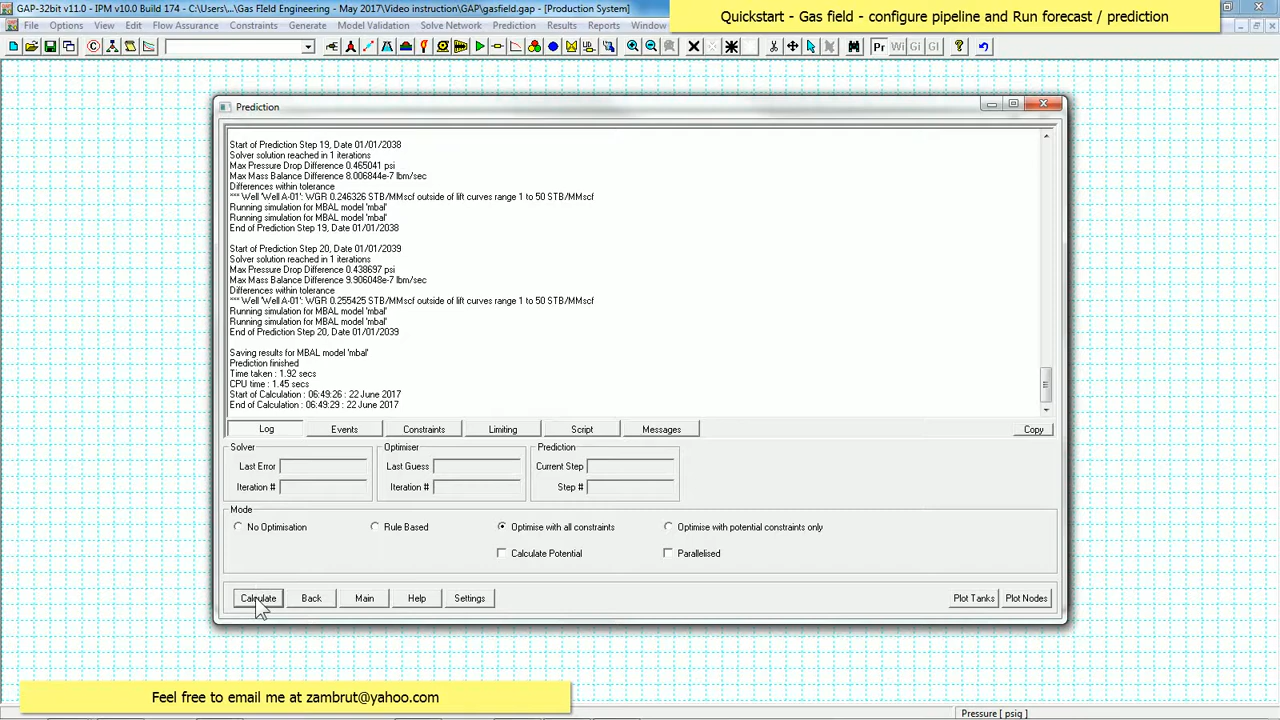 GAP-32bit v11.0 - IPM v10.0 Build 174 - C:\Users\...\Gas Field Engineering - May 2017\Video instruction\GAP\gasfield.gap - [Production System]
Quickstart - Gas field - configure pipeline and Run forecast / prediction
File Options View Edit Flow Assurance Constraints Generate Model Validation Solve Network Prediction Results Reports Window
Pr Wi Gi Gl
Prediction
Start of Prediction Step 19, Date 01/01/2038
Solver solution reached in 1 iterations
Max Pressure Drop Difference 0.465041 psi
Max Mass Balance Difference 8.006844e-7 lbm/sec
Differences within tolerance
*** Well 'Well A-01': WGR 0.246326 STB/MMscf outside of lift curves range 1 to 50 STB/MMscf
Running simulation for MBAL model 'mbal'
Running simulation for MBAL model 'mbal'
End of Prediction Step 19, Date 01/01/2038
Start of Prediction Step 20, Date 01/01/2039
Solver solution reached in 1 iterations
Max Pressure Drop Difference 0.438697 psi
Max Mass Balance Difference 9.906048e-7 lbm/sec
Differences within tolerance
*** Well 'Well A-01': WGR 0.255425 STB/MMscf outside of lift curves range 1 to 50 STB/MMscf
Running simulation for MBAL model 'mbal'
Running simulation for MBAL model 'mbal'
End of Prediction Step 20, Date 01/01/2039
Saving results for MBAL model 'mbal'
Prediction finished
Time taken : 1.92 secs
CPU time : 1.45 secs
Start of Calculation : 06:49:26 : 22 June 2017
End of Calculation : 06:49:29 : 22 June 2017
Log Events Constraints Limiting Script Messages Copy
Solver Optimiser Prediction
Last Error Last Guess Current Step
Iteration # Iteration # Step #
Mode
No Optimisation Rule Based Optimise with all constraints Optimise with potential constraints only
Calculate Potential Parallelised
Calculate Back Main Help Settings Plot Tanks Plot Nodes
Feel free to email me at zambrut@yahoo.com
Pressure [ psig ]